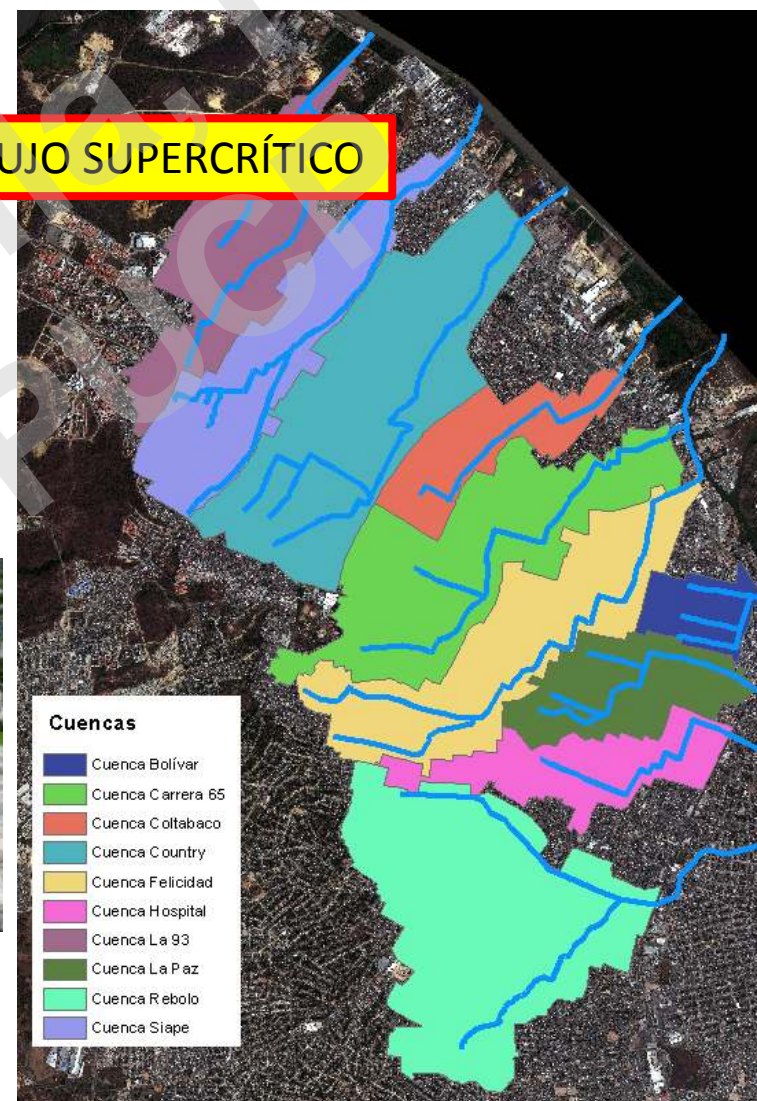 UJO SUPERCRÍTICO
Cuencas
Cuenca Bolívar
Cuenca Carrera 65
Cuenca Coltabaco
Cuenca Country
Cuenca Felicidad
Cuenca Hospital
Cuenca La 93
Cuenca La Paz
Cuenca Rebolo
Cuenca Siape